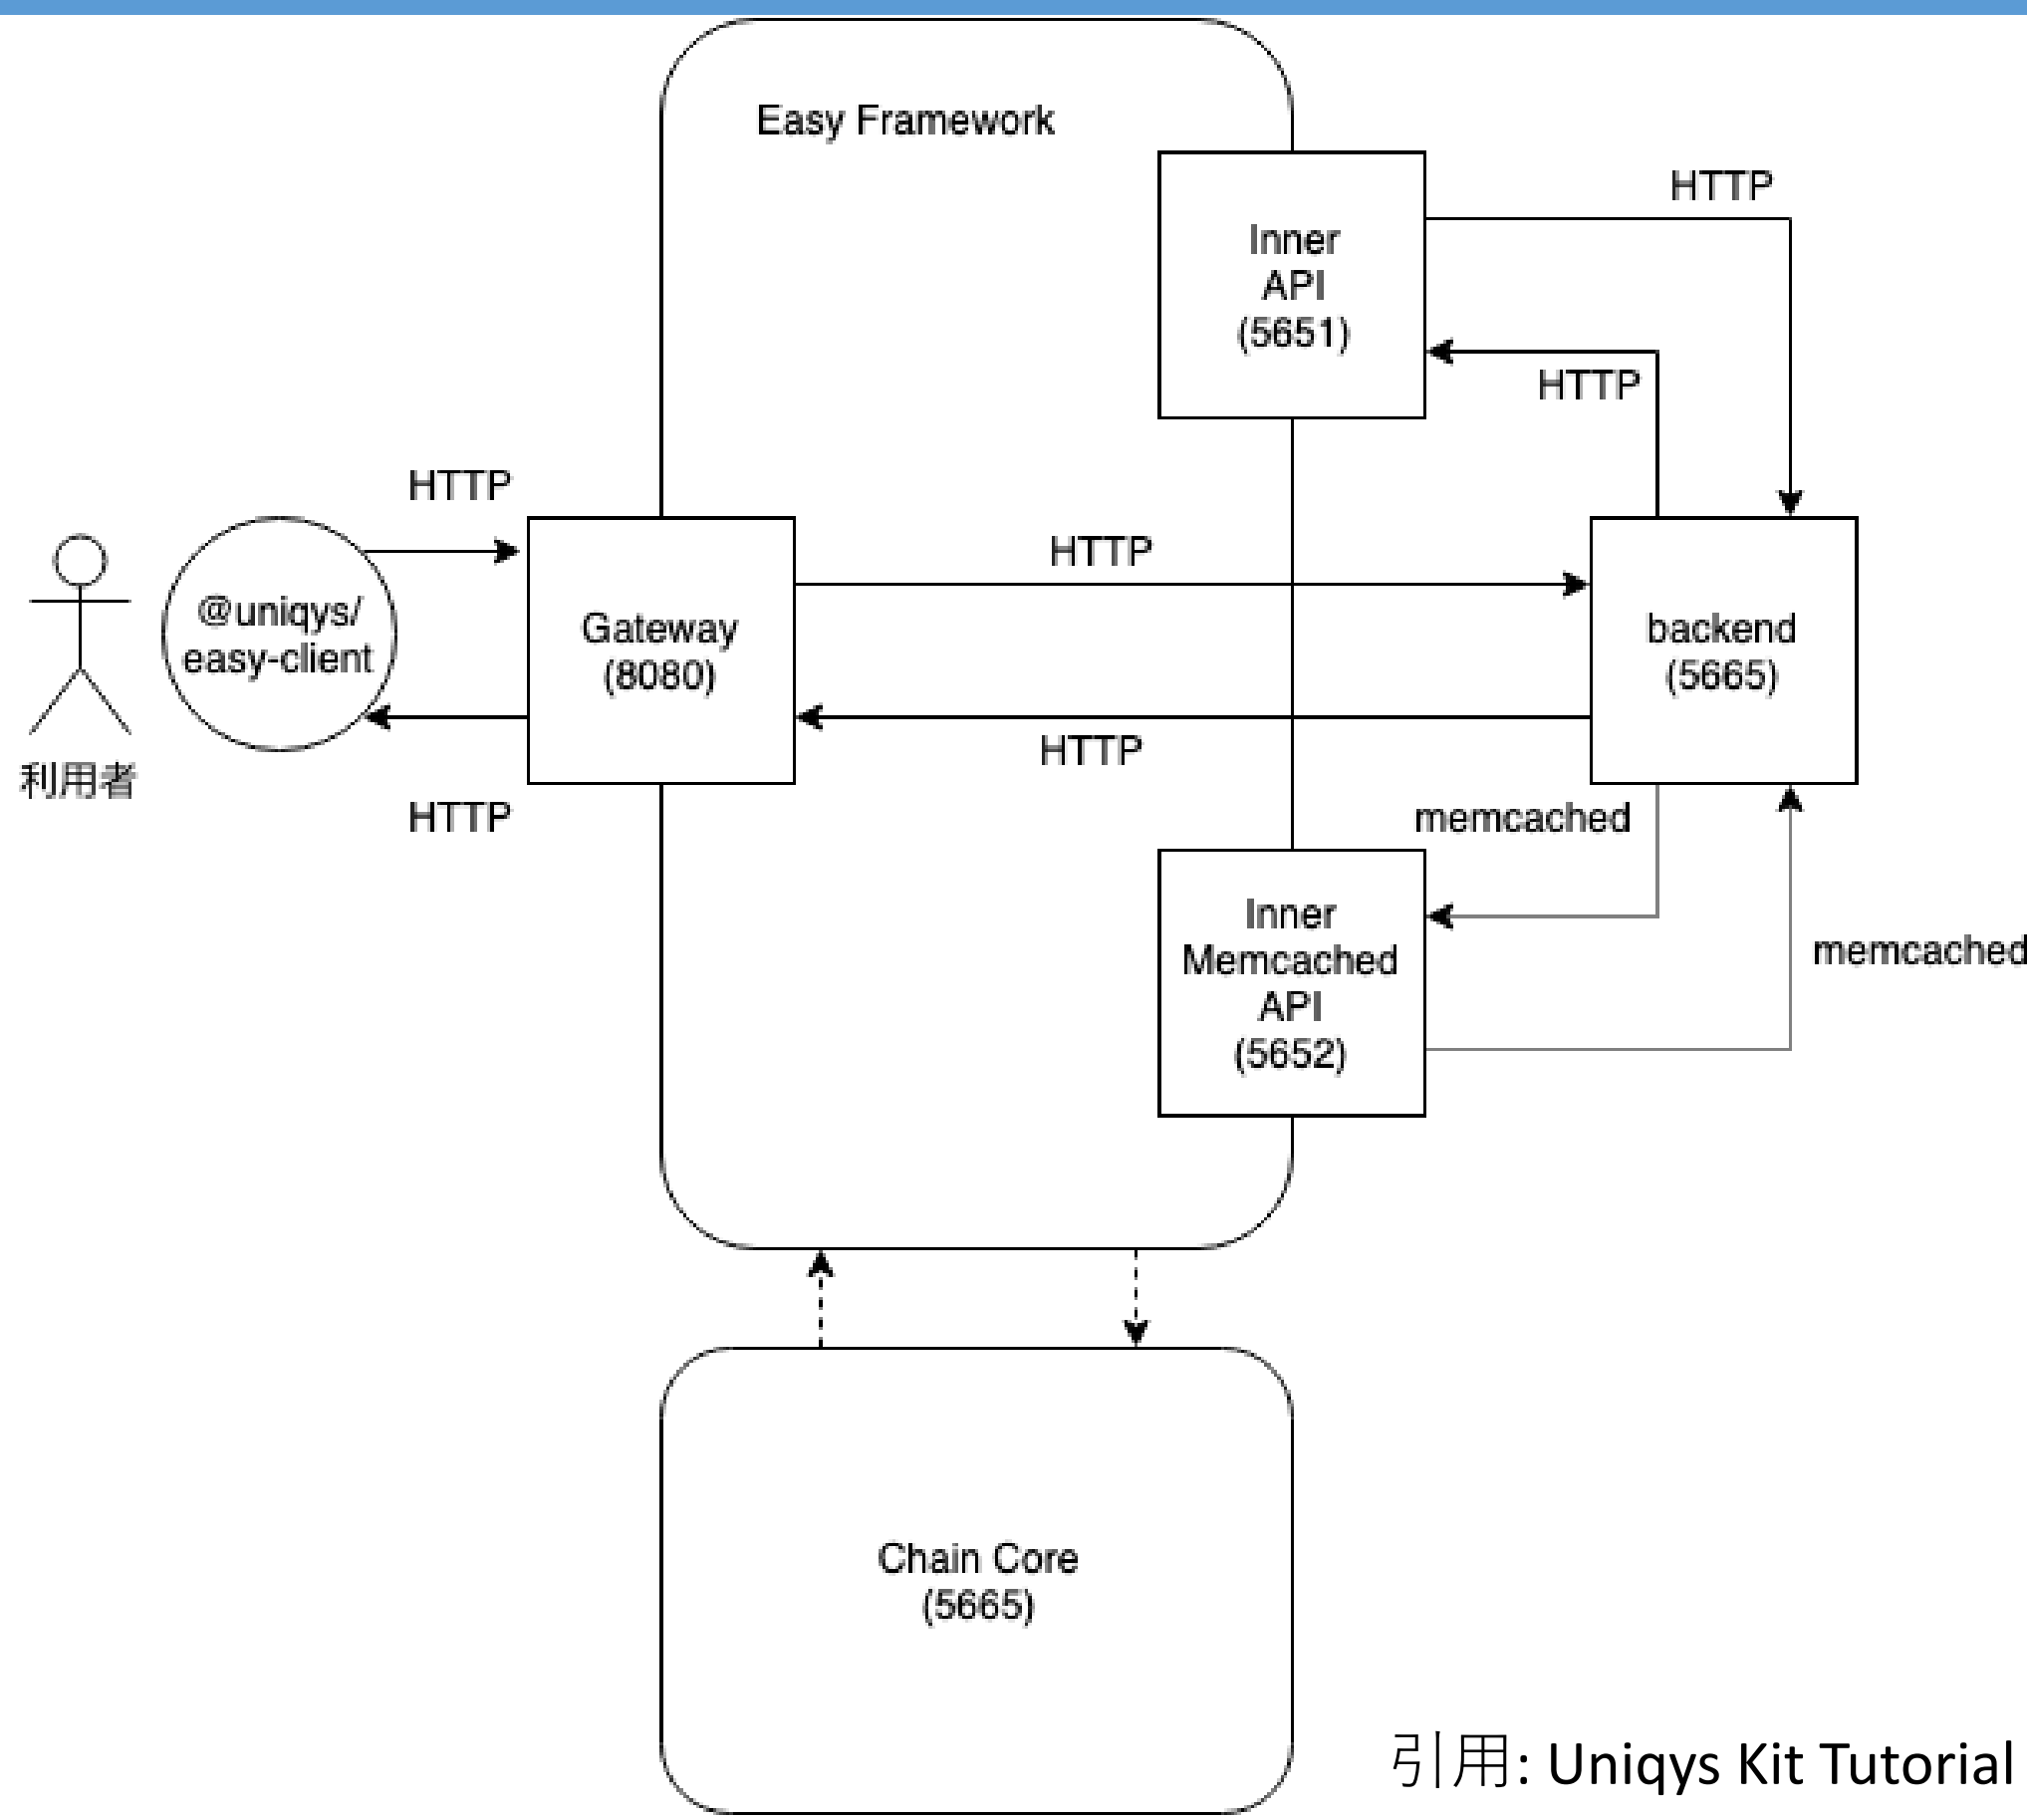 Easy Framework
Inner
API
(5651)
HTTP
HTTP
HTTP
@uniqys/
easy-client
利用者
HTTP
Gateway
(8080)
HTTP
HTTP
backend
(5665)
memcached
memcached
Inner
Memcached
API
(5652)
Chain Core
(5665)
引用: Uniqys Kit Tutorial